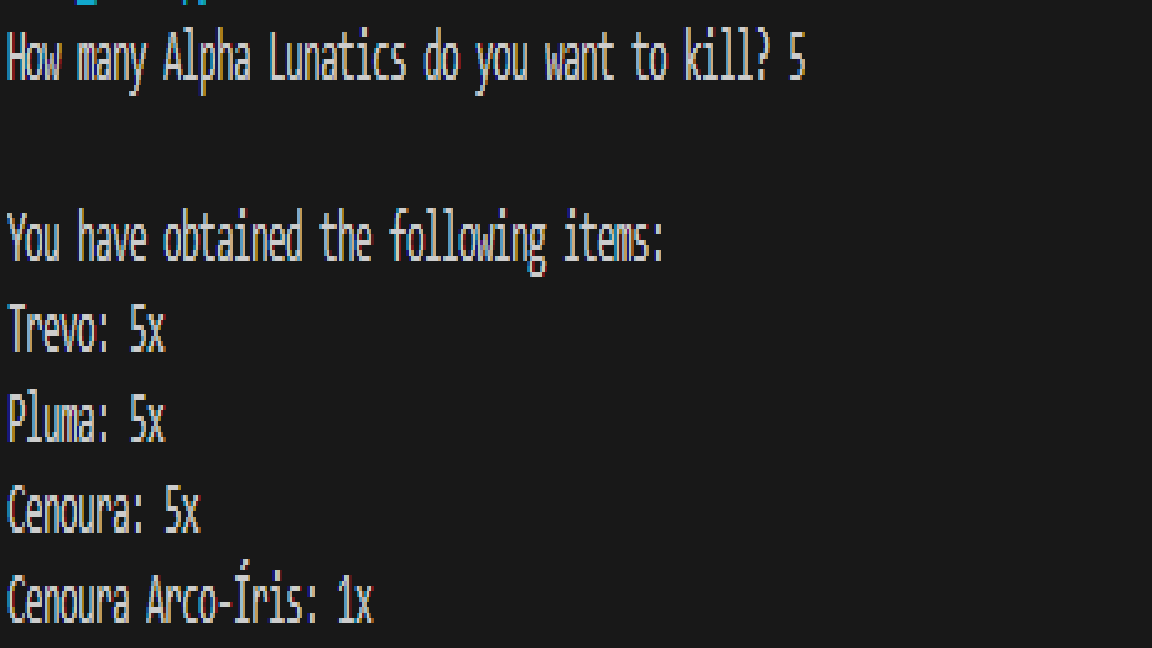 How many Alpha Lunatics do you want to kill? 5
You have obtained the following items:
Trevo: 5x
Pluma: 5x
Cenoura: 5x
Cenoura Arco-Íris: 1x